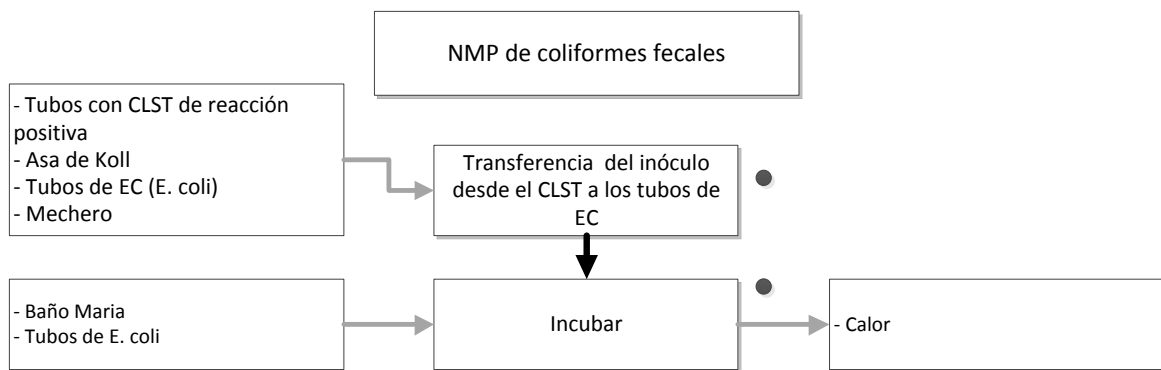 NMP de coliformes fecales
- Tubos con CLST de reacción
positiva
- Asa de Koll
- Tubos de EC (E. coli)
- Mechero
Transferencia del inóculo
desde el CLST a los tubos de
EC
- Baño Maria
- Tubos de E. coli
Incubar
- Calor